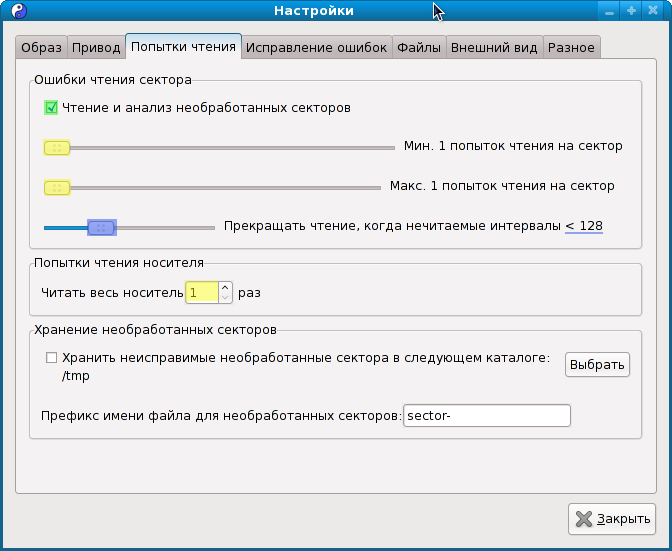 Настройки
Образ Привод Попытки чтения Исправление ошибок Файлы Внешний вид Разное
Ошибки чтения сектора
Чтение и анализ необработанных секторов
Мин. 1 попыток чтения на сектор
Макс. 1 попыток чтения на сектор
Прекращать чтение, когда нечитаемые интервалы < 128
Попытки чтения носителя
Читать весь носитель 1 раз
Хранение необработанных секторов
Хранить неисправимые необработанные сектора в следующем каталоге:
/tmp
Выбрать
Префикс имени файла для необработанных секторов: sector-
Закрыть